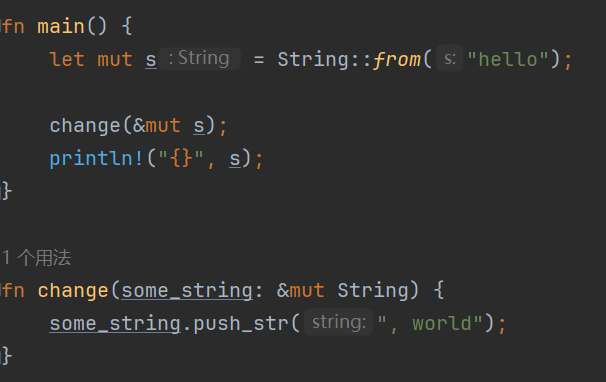 fn main() {
let mut s : String = String::from( s: "hello");
change(&mut s);
println!("{}", s);
}
1 个用法
fn change(some_string: &mut String) {
some_string.push_str( string: ", world");
}